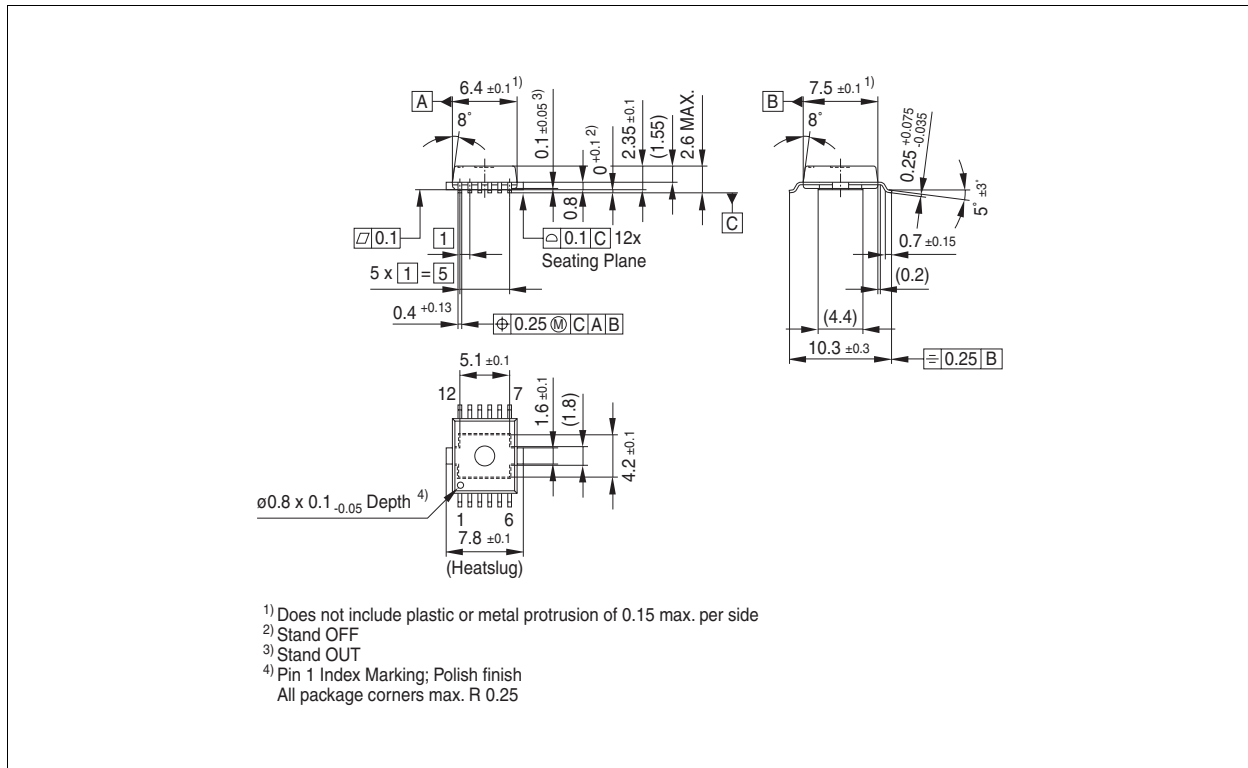 A
6.4 ±0.1 1)
8°
0.1 ±0.05 3)
0 +0.1 2)
2.35 ±0.1
(1.55)
2.6 MAX.
0.8
C
⏥ 0.1
1
5 x 1 = 5
0.4 +0.13
⌓ 0.1 C 12x
Seating Plane
⌖ 0.25 Ⓜ C A B
B
7.5 ±0.1 1)
8°
0.25 +0.075 -0.035
5° ±3°
0.7 ±0.15
(0.2)
(4.4)
10.3 ±0.3
⌯ 0.25 B
5.1 ±0.1
12 7
1.6 ±0.1
(1.8)
4.2 ±0.1
ø0.8 x 0.1 -0.05 Depth 4)
1 6
7.8 ±0.1
(Heatslug)
1) Does not include plastic or metal protrusion of 0.15 max. per side
2) Stand OFF
3) Stand OUT
4) Pin 1 Index Marking; Polish finish
All package corners max. R 0.25